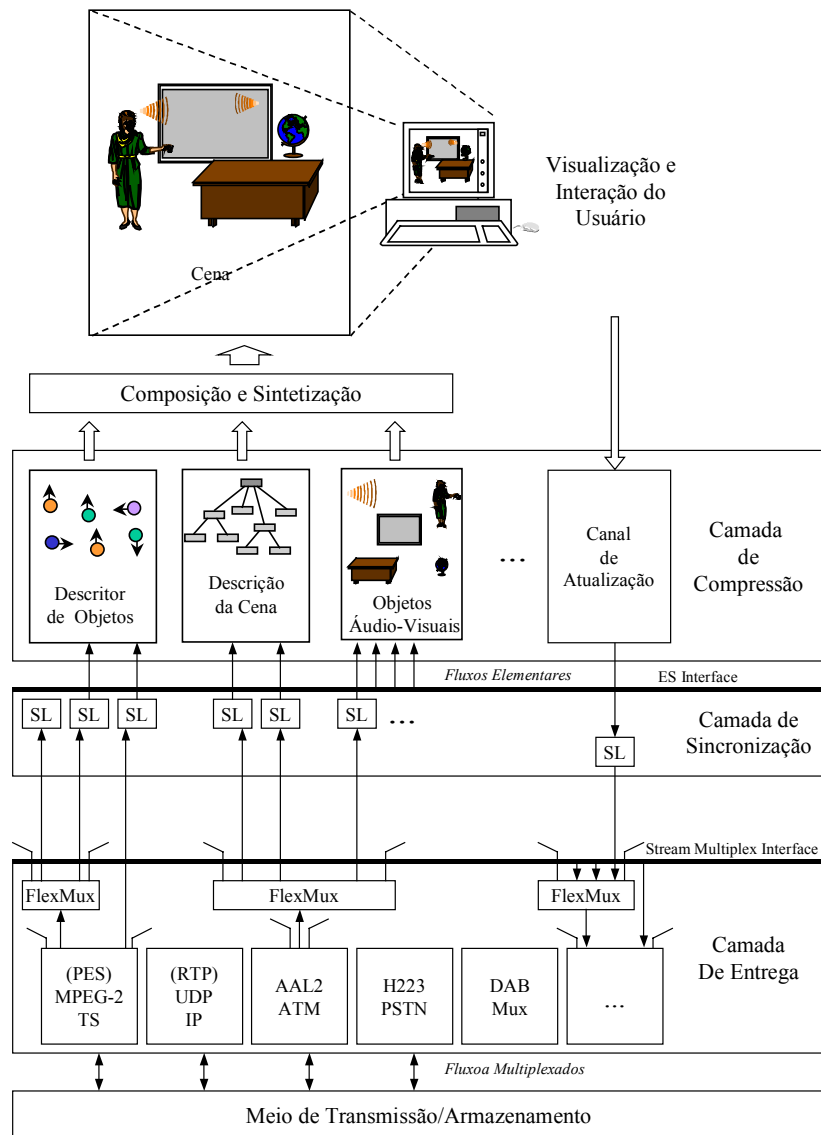 Visualização e
Interação do
Usuário
Cena
Composição e Sintetização
Descritor
de Objetos
Descrição
da Cena
Objetos
Áudio-Visuais
...
Canal
de
Atualização
Camada
de
Compressão
Fluxos Elementares
ES Interface
SL
SL
SL
SL
SL
SL
...
SL
Camada de
Sincronização
Stream Multiplex Interface
FlexMux
FlexMux
FlexMux
(PES)
MPEG-2
TS
(RTP)
UDP
IP
AAL2
ATM
H223
PSTN
DAB
Mux
...
Camada
De Entrega
Fluxoa Multiplexados
Meio de Transmissão/Armazenamento